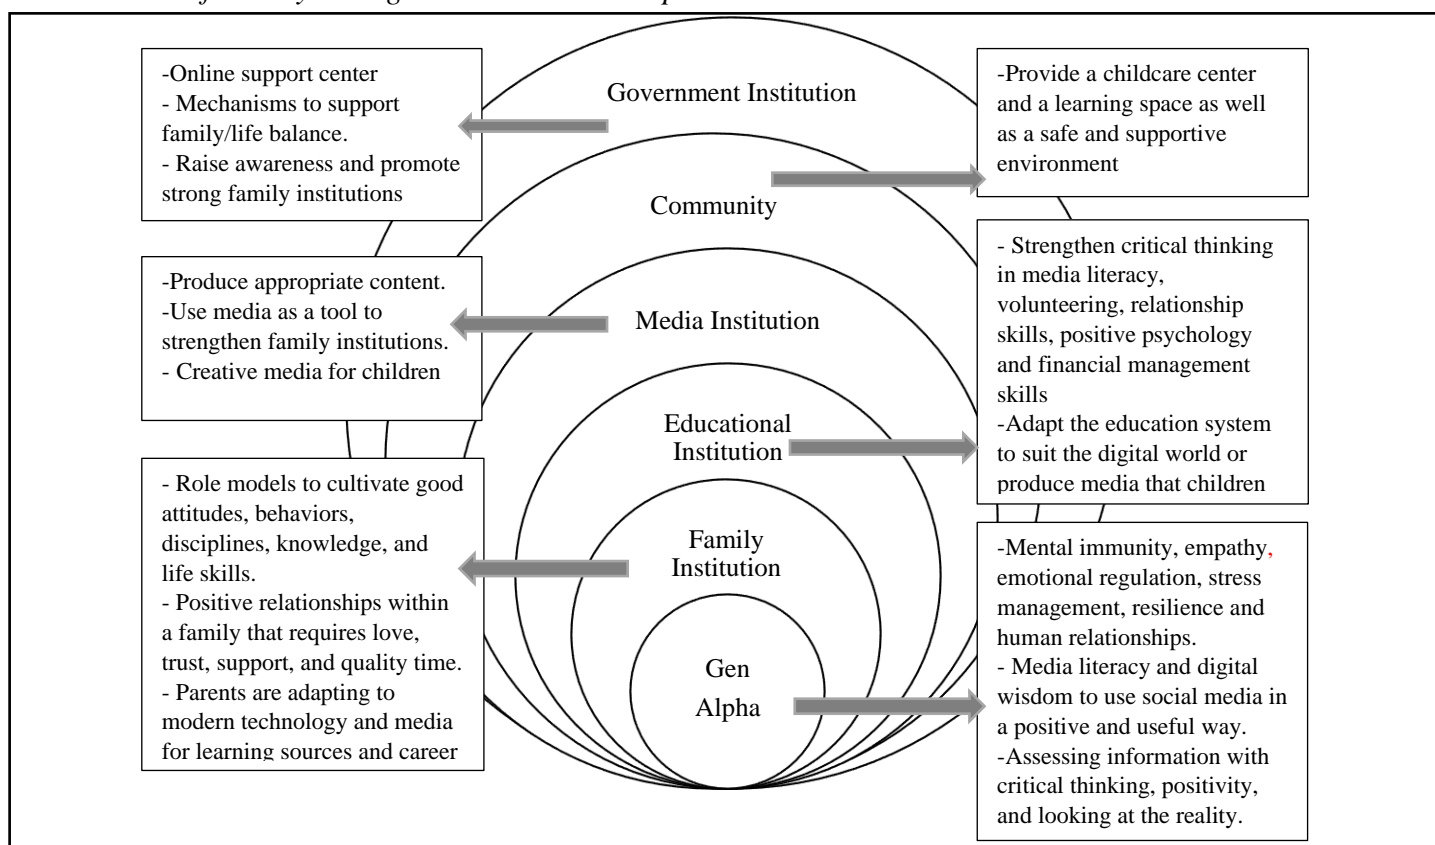 -Online support center
- Mechanisms to support
family/life balance.
- Raise awareness and promote
strong family institutions
Government Institution
-Provide a childcare center
and a learning space as well
as a safe and supportive
environment
Community
-Produce appropriate content.
-Use media as a tool to
strengthen family institutions.
- Creative media for children
Media Institution
- Strengthen critical thinking
in media literacy,
volunteering, relationship
skills, positive psychology
and financial management
skills
-Adapt the education system
to suit the digital world or
produce media that children
Educational
Institution
- Role models to cultivate good
attitudes, behaviors,
disciplines, knowledge, and
life skills.
- Positive relationships within
a family that requires love,
trust, support, and quality time.
- Parents are adapting to
modern technology and media
for learning sources and career
Family
Institution
Gen
Alpha
-Mental immunity, empathy,
emotional regulation, stress
management, resilience and
human relationships.
- Media literacy and digital
wisdom to use social media in
a positive and useful way.
-Assessing information with
critical thinking, positivity,
and looking at the reality.